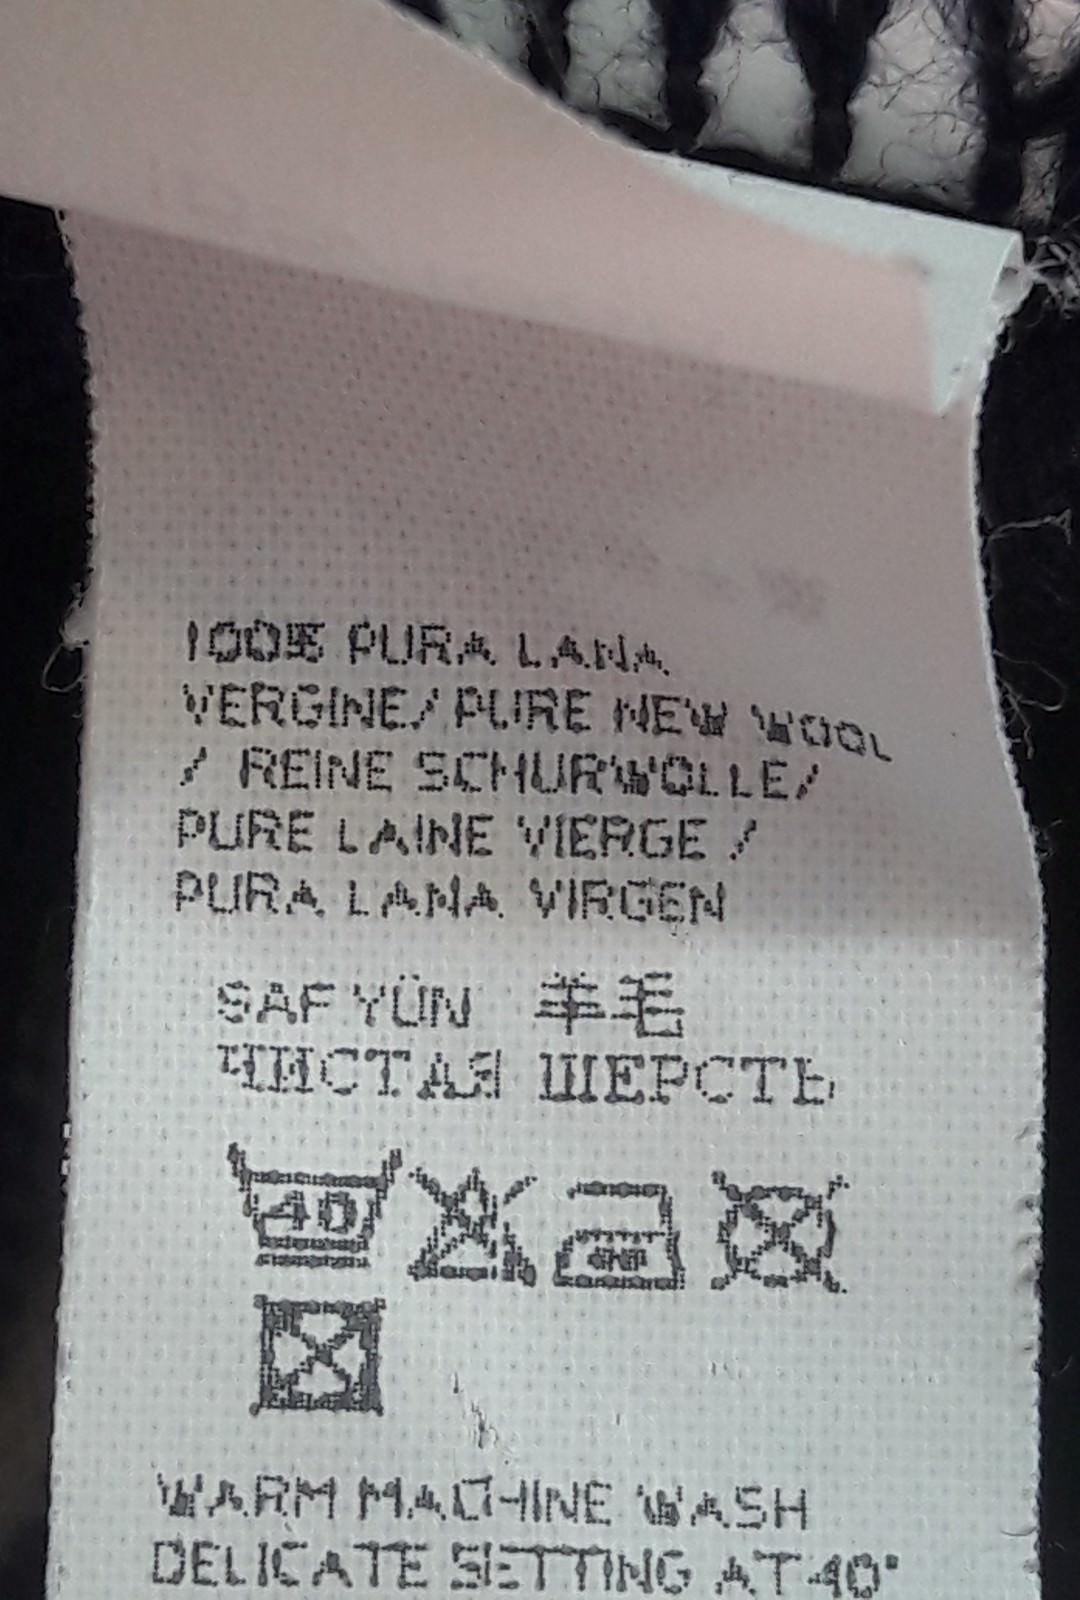 100% PURA LANA
VERGINE/ PURE NEW WOOL
/ REINE SCHURWOLLE/
PURE LAINE VIERGE /
PURA LANA VIRGEN
SAF YÜN 羊毛
ЧИСТАЯ ШЕРСТЬ
40
WARM MACHINE WASH
DELICATE SETTING AT 40°